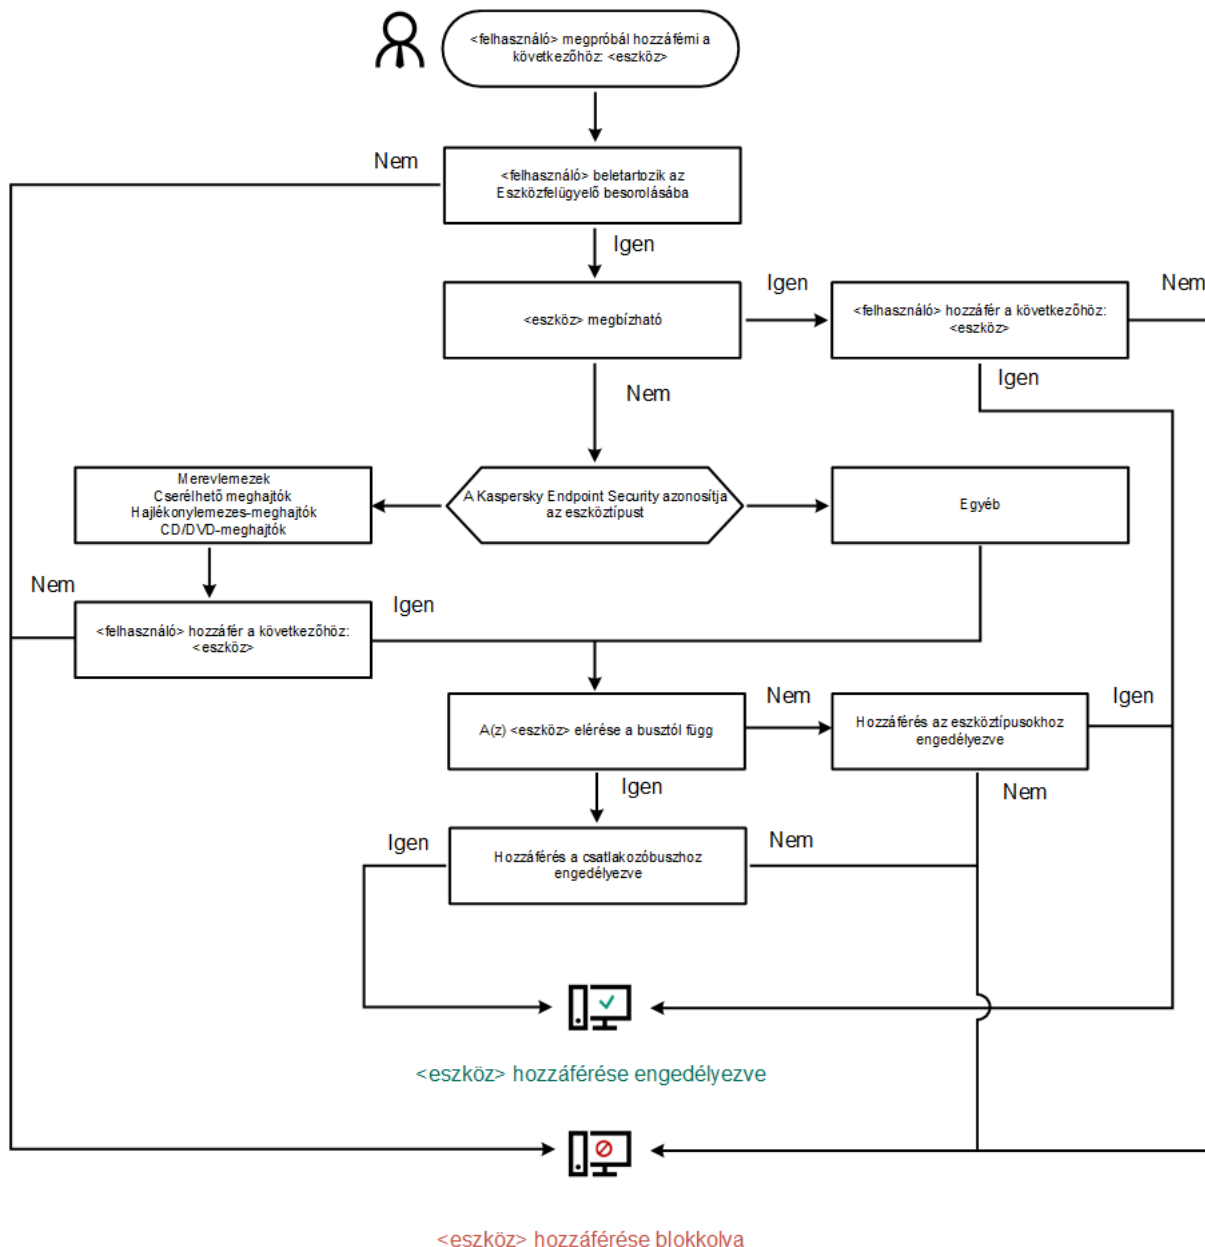 <felhasználó> megpróbál hozzáférni a
következőhöz: <eszköz>
Nem
<felhasználó> beletartozik az
Eszközfelügyelő besorolásába
Igen
<eszköz> megbízható
Igen
<felhasználó> hozzáfér a következőhöz:
<eszköz>
Nem
Nem
Igen
Merevlemezek
Cserélhető meghajtók
Hajlékonylemezes-meghajtók
CD/DVD-meghajtók
A Kaspersky Endpoint Security azonosítja
az eszköztípust
Egyéb
Nem
<felhasználó> hozzáfér a következőhöz:
<eszköz>
Igen
A(z) <eszköz> elérése a busztól függ
Nem
Hozzáférés az eszköztípusokhoz
engedélyezve
Igen
Igen
Nem
Igen
Hozzáférés a csatlakozóbuszhoz
engedélyezve
Nem
<eszköz> hozzáférése engedélyezve
<eszköz> hozzáférése blokkolva